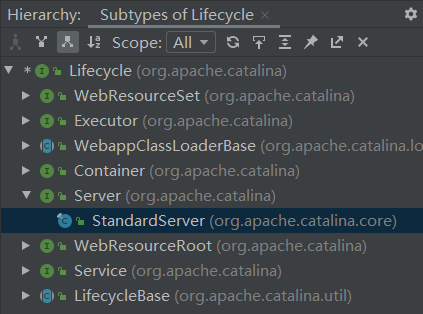 Hierarchy: Subtypes of Lifecycle
Scope: All
* Lifecycle (org.apache.catalina)
WebResourceSet (org.apache.catalina)
Executor (org.apache.catalina)
WebappClassLoaderBase (org.apache.catalina.lo
Container (org.apache.catalina)
Server (org.apache.catalina)
StandardServer (org.apache.catalina.core)
WebResourceRoot (org.apache.catalina)
Service (org.apache.catalina)
LifecycleBase (org.apache.catalina.util)